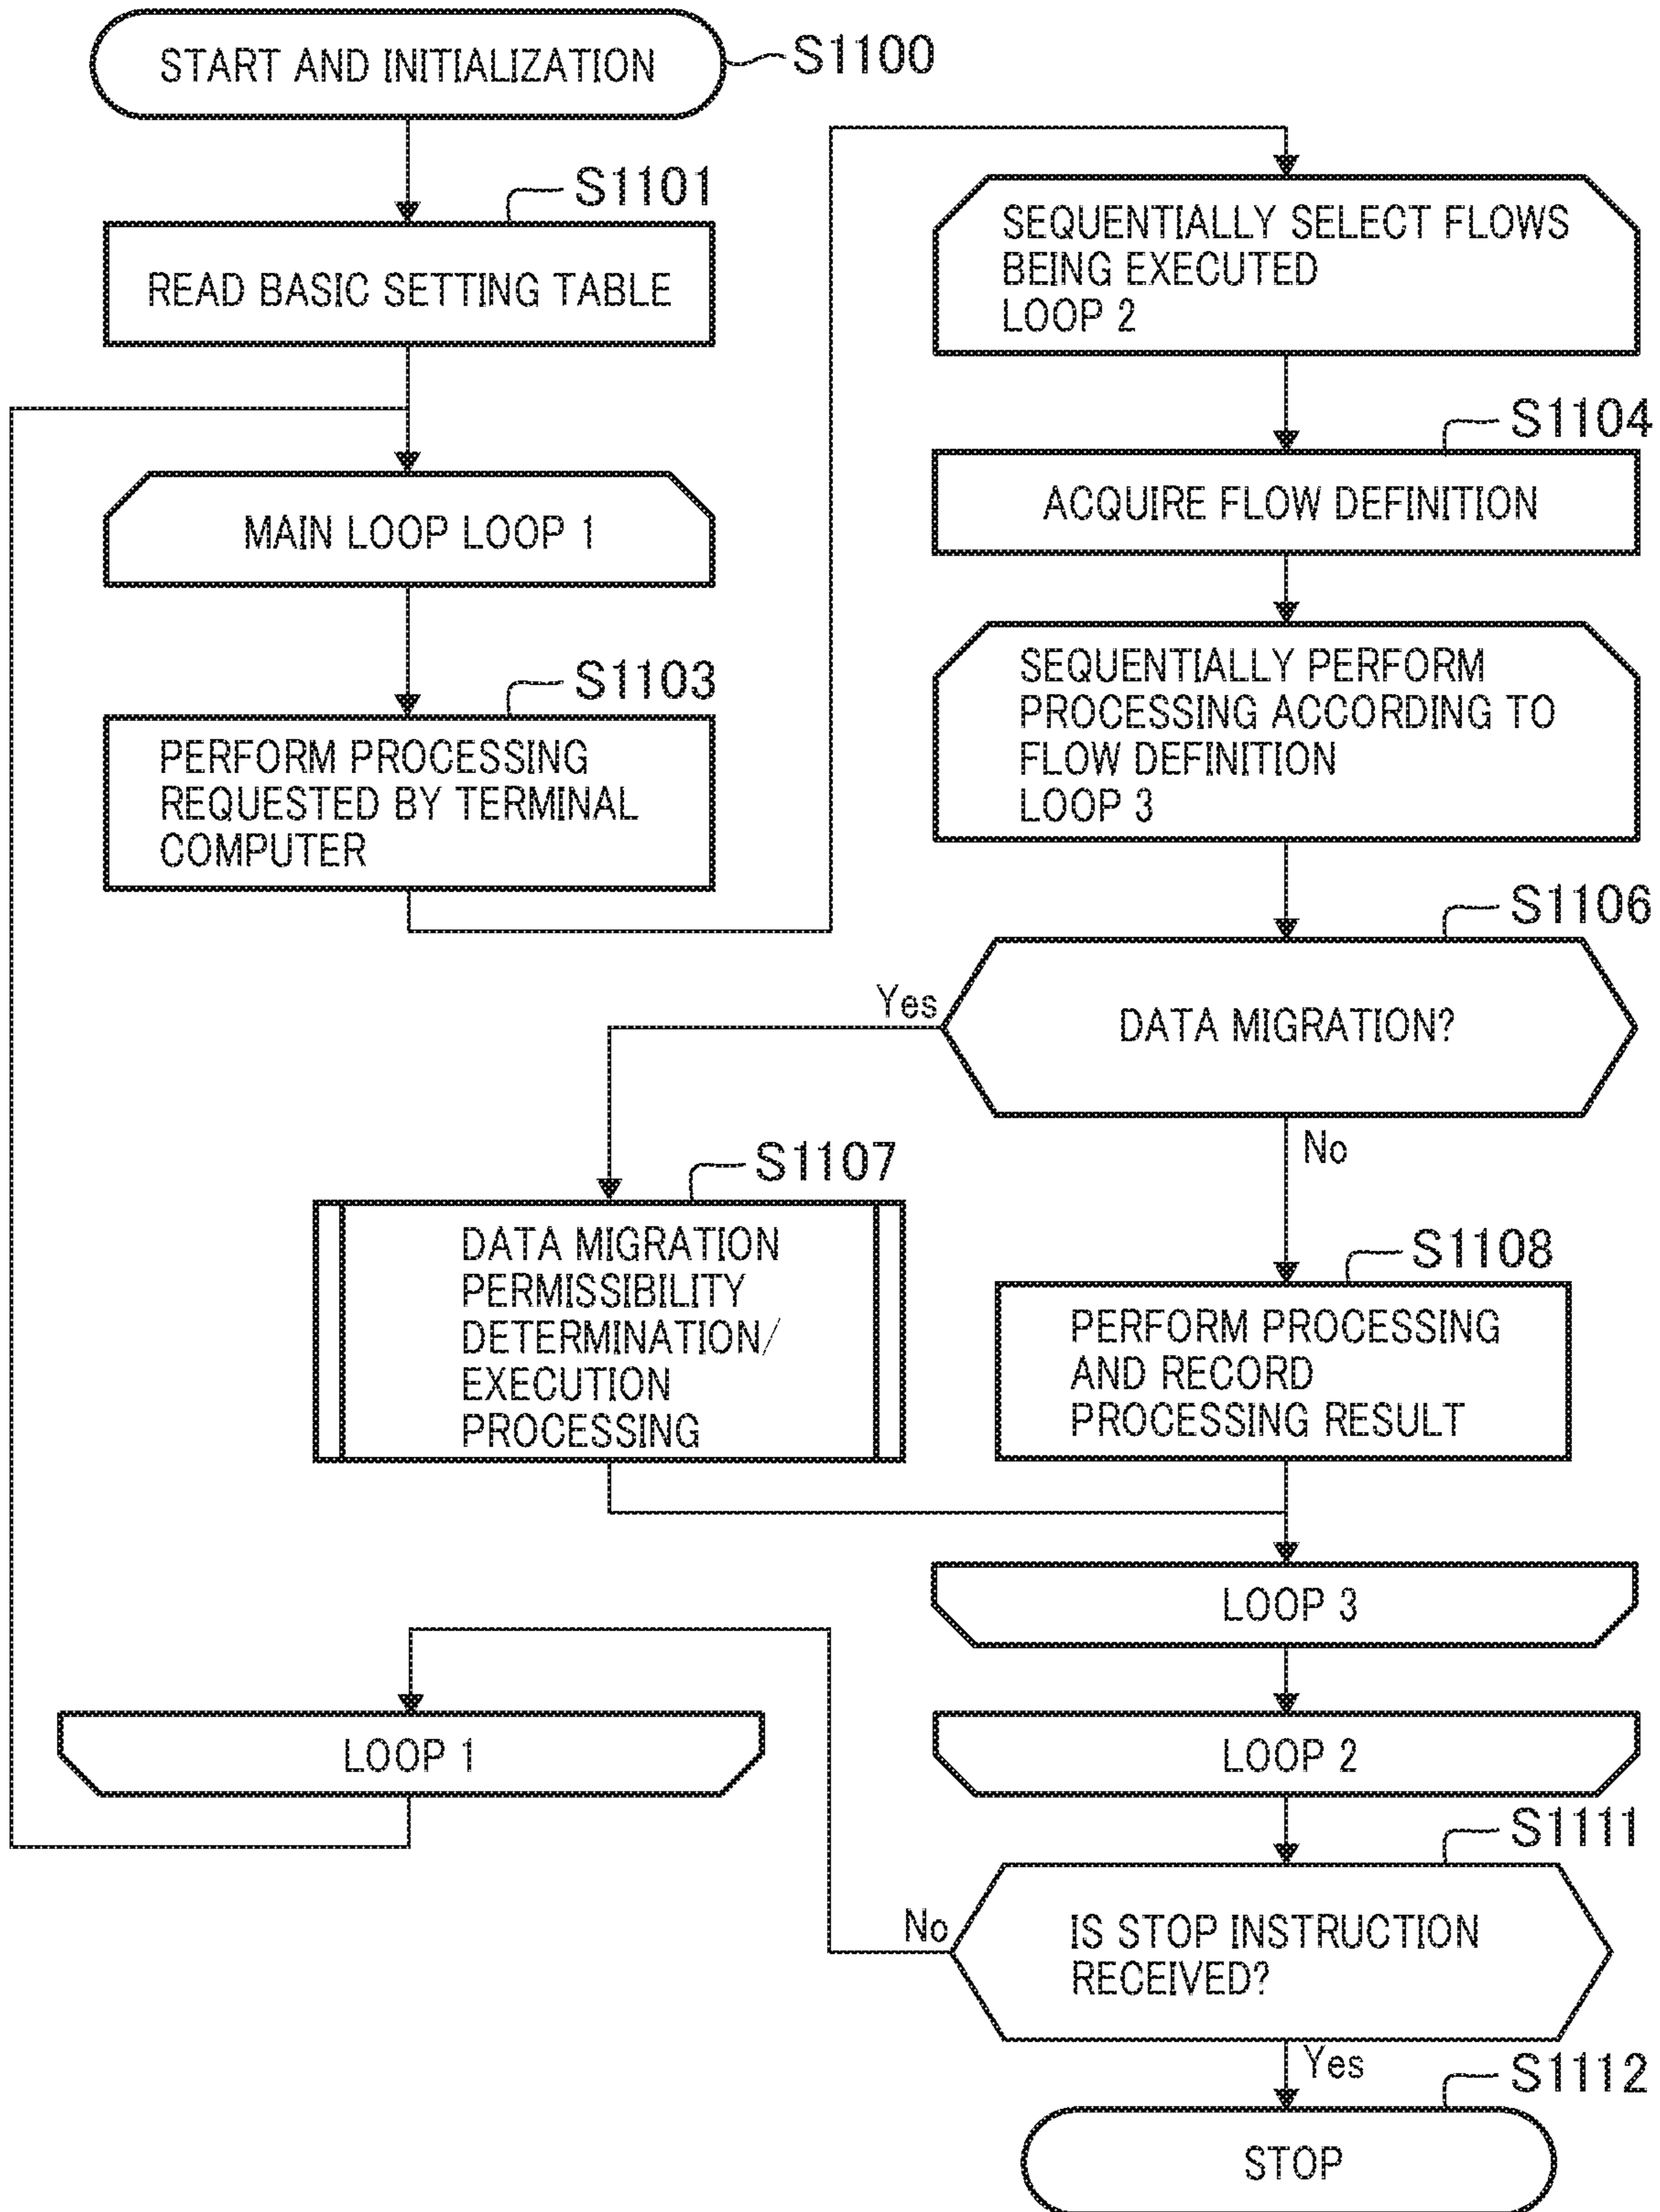 START AND INITIALIZATION
S1100
S1101
READ BASIC SETTING TABLE
MAIN LOOP LOOP 1
S1103
PERFORM PROCESSING
REQUESTED BY TERMINAL
COMPUTER
SEQUENTIALLY SELECT FLOWS
BEING EXECUTED
LOOP 2
S1104
ACQUIRE FLOW DEFINITION
SEQUENTIALLY PERFORM
PROCESSING ACCORDING TO
FLOW DEFINITION
LOOP 3
S1106
DATA MIGRATION?
Yes
No
S1107
DATA MIGRATION
PERMISSIBILITY
DETERMINATION/
EXECUTION
PROCESSING
S1108
PERFORM PROCESSING
AND RECORD
PROCESSING RESULT
LOOP 3
LOOP 2
S1111
IS STOP INSTRUCTION
RECEIVED?
No
LOOP 1
Yes
S1112
STOP